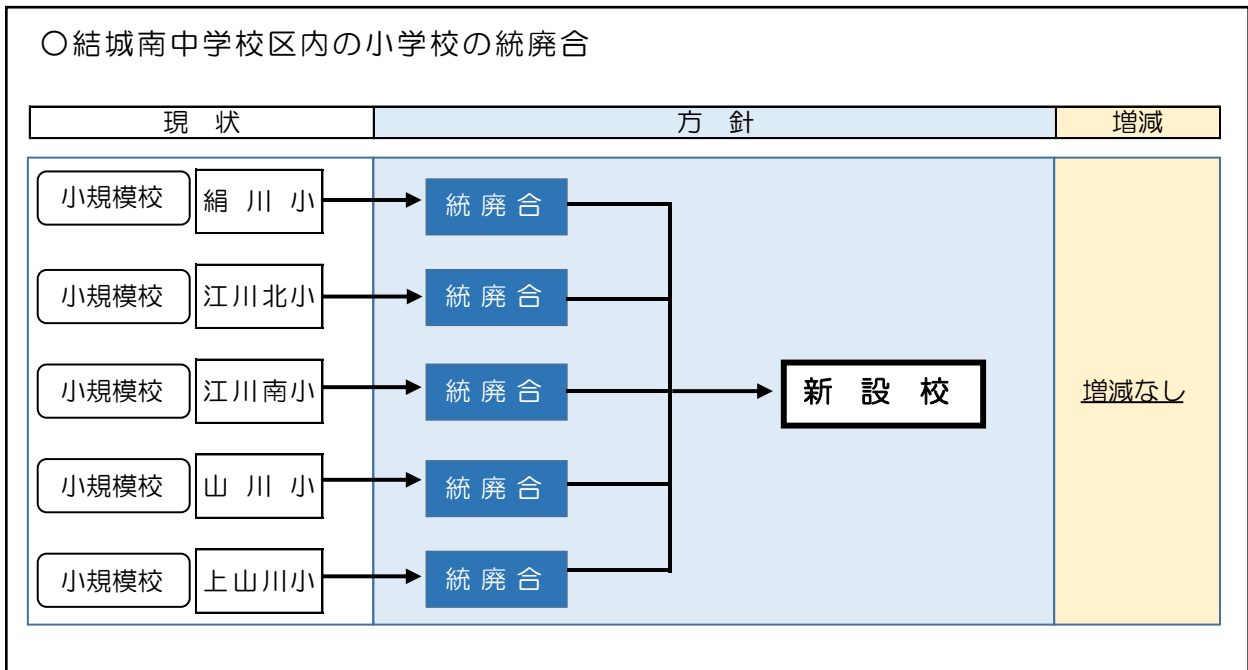 〇結城南中学校区内の小学校の統廃合
現　状　方　針　増減
小規模校　絹 川 小　統 廃 合
小規模校　江川北小　統 廃 合
小規模校　江川南小　統 廃 合　新 設 校　増減なし
小規模校　山 川 小　統 廃 合
小規模校　上山川小　統 廃 合